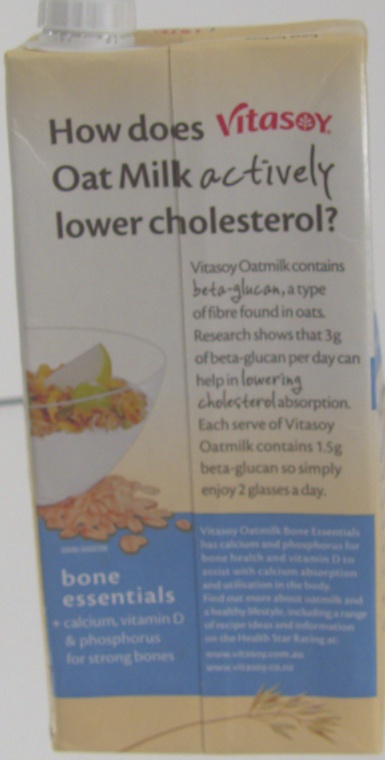 How does Vitasoy
Oat Milk actively
lower cholesterol?
Vitasoy Oatmilk contains
beta-glucan, a type
of fibre found in oats.
Research shows that 3g
of beta-glucan per day can
help in lowering
cholesterol absorption.
Each serve of Vitasoy
Oatmilk contains 1.5g
beta-glucan so simply
enjoy 2 glasses a day.
bone
essentials
+ calcium, vitamin D
& phosphorus
for strong bones
Vitasoy Oatmilk Bone Essentials
has calcium and phosphorus for
bone health and vitamin D to
assist with calcium absorption
and utilisation in the body.
Find out more about oatmilk and
a healthy lifestyle, including a range
of recipe ideas and information
on the Health Star Rating at:
www.vitasoy.com.au
www.vitasoy.co.nz